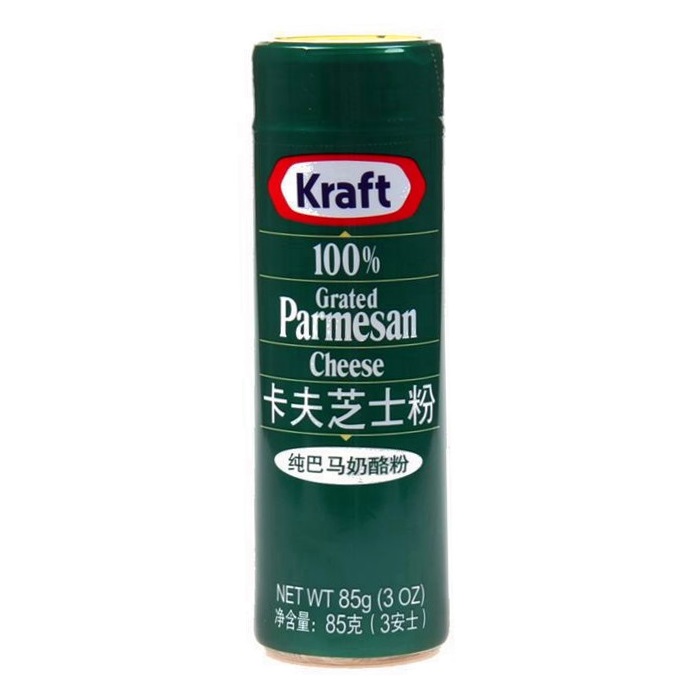 Kraft
100%
Grated
Parmesan
Cheese
卡夫芝士粉
纯巴马奶酪粉
NET WT 85g (3 OZ)
净含量: 85克 (3安士)